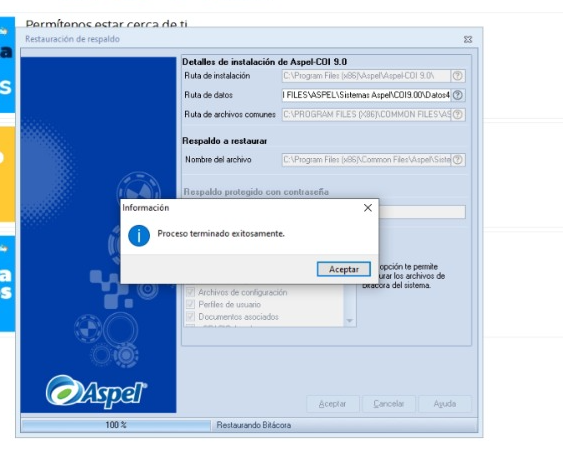 Permítenos estar cerca de ti
Restauración de respaldo
Detalles de instalación de Aspel-COI 9.0
Ruta de instalación C:\Program Files (x86)\Aspel\Aspel-COI 9.0\
Ruta de datos I FILES\ASPEL\Sistemas Aspel\COI9.00\Datos4
Ruta de archivos comunes C:\PROGRAM FILES (X86)\COMMON FILES\AS
Respaldo a restaurar
Nombre del archivo C:\Program Files (x86)\Common Files\Aspel\Siste
Respaldo protegido con contraseña
Información
Proceso terminado exitosamente.
Aceptar
opción te permite
urar los archivos de
bitácora del sistema.
Archivos de configuración
Perfiles de usuario
Documentos asociados
Aspel
Aceptar Cancelar Ayuda
100 % Restaurando Bitácora